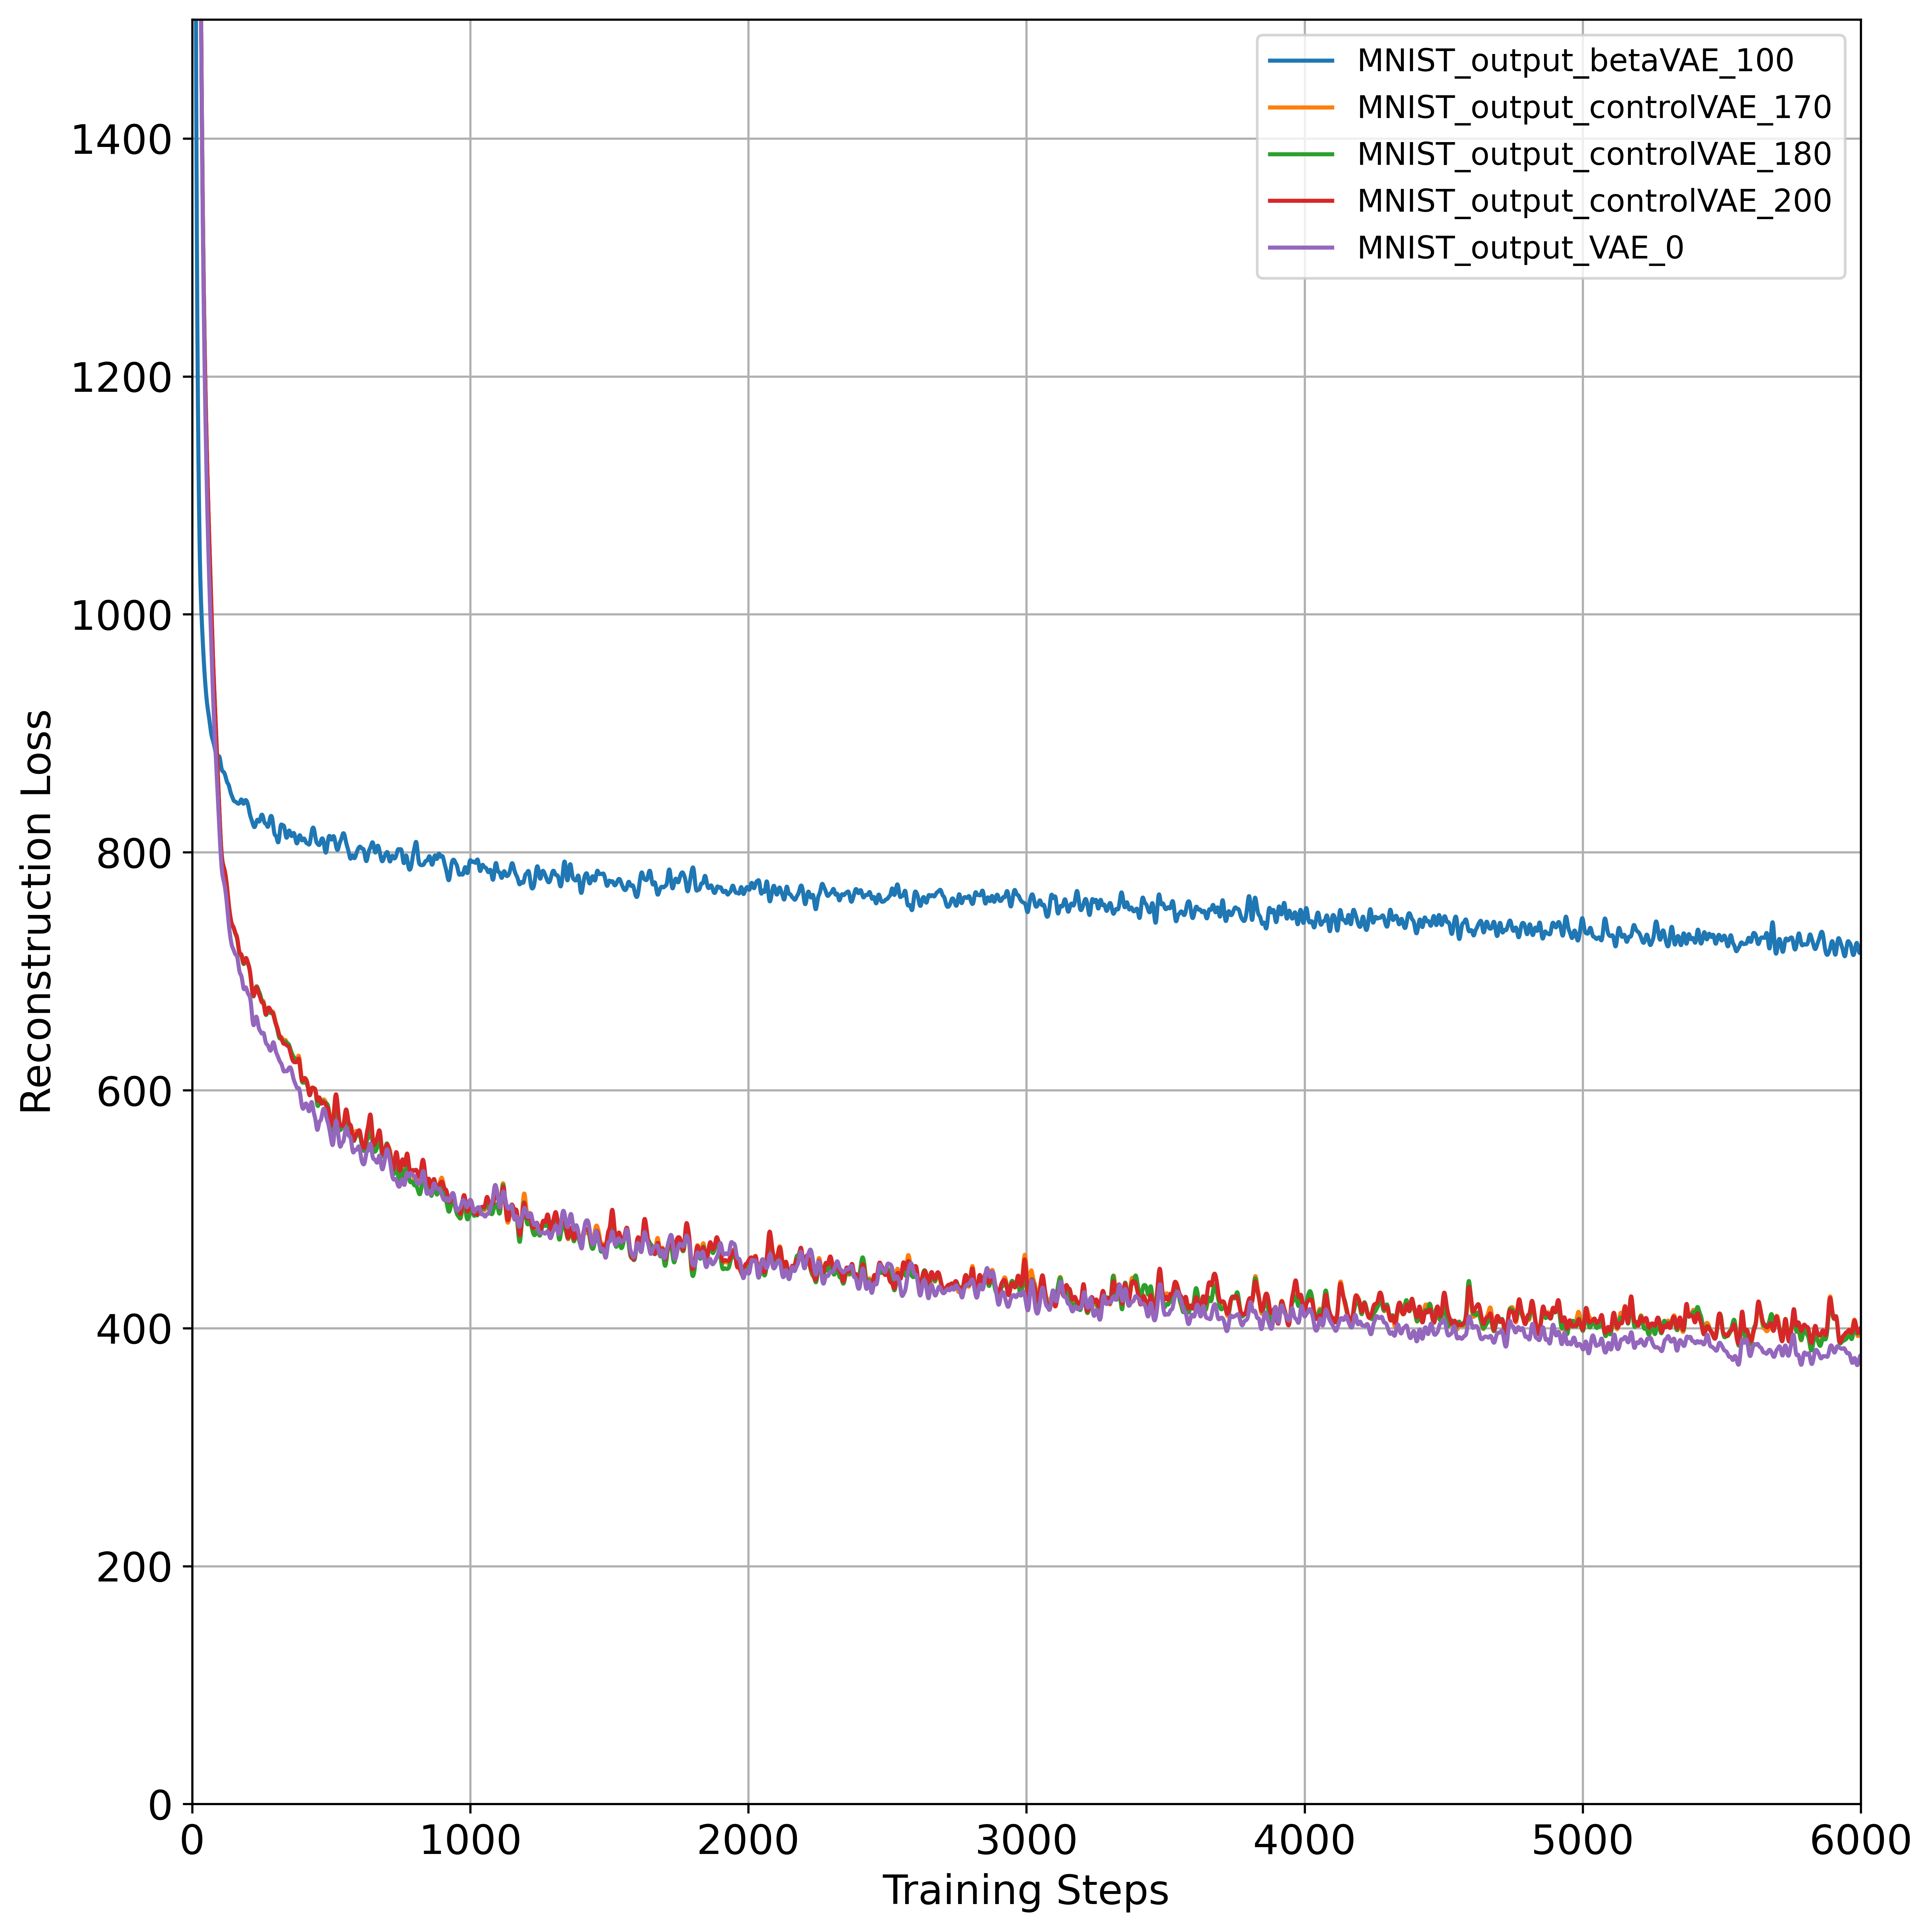 MNIST_output_betaVAE_100
MNIST_output_controlVAE_170
MNIST_output_controlVAE_180
MNIST_output_controlVAE_200
MNIST_output_VAE_0
1400
1200
1000
800
600
400
200
0
Reconstruction Loss
0 1000 2000 3000 4000 5000 6000
Training Steps